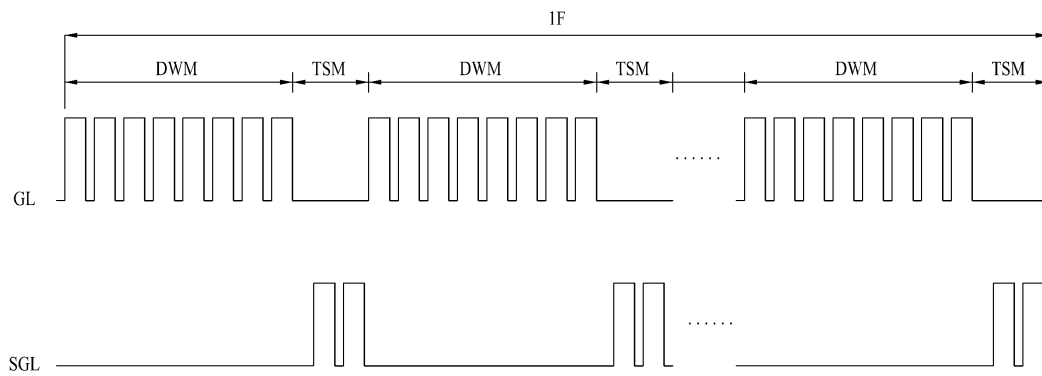 1F
DWM TSM DWM TSM DWM TSM
......
GL
......
SGL